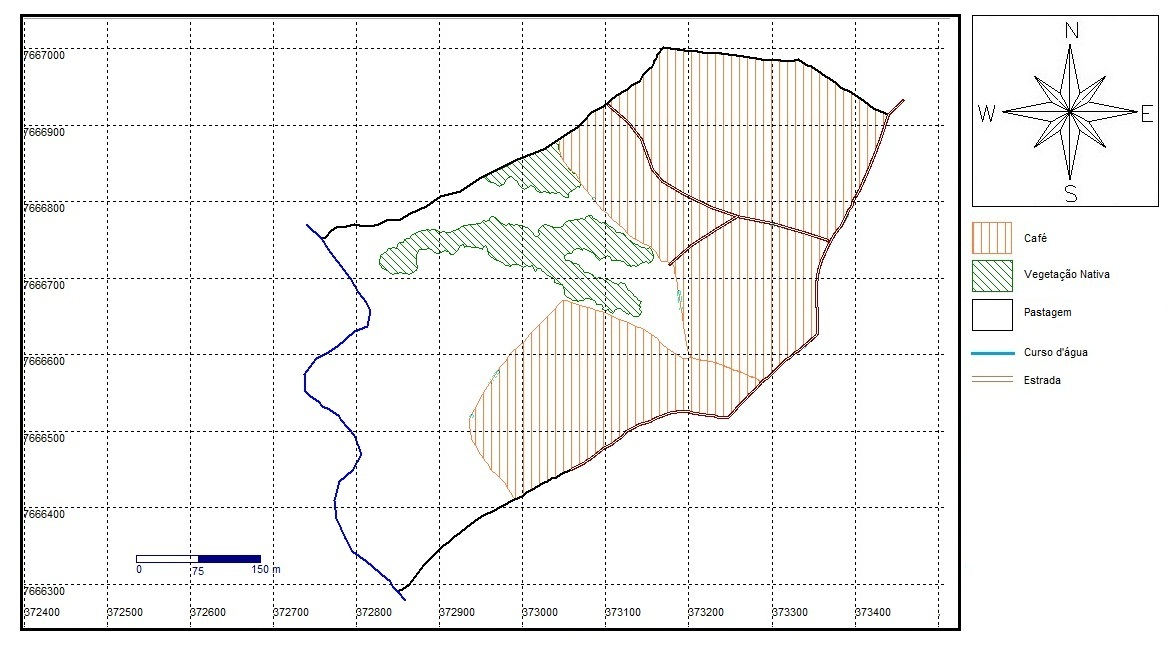 7667000
7666900
7666800
7666700
7666600
7666500
7666400
7666300
372400
372500
372600
372700
372800
372900
373000
373100
373200
373300
373400
0
75
150 m
N
W
E
S
Café
Vegetação Nativa
Pastagem
Curso d'água
Estrada